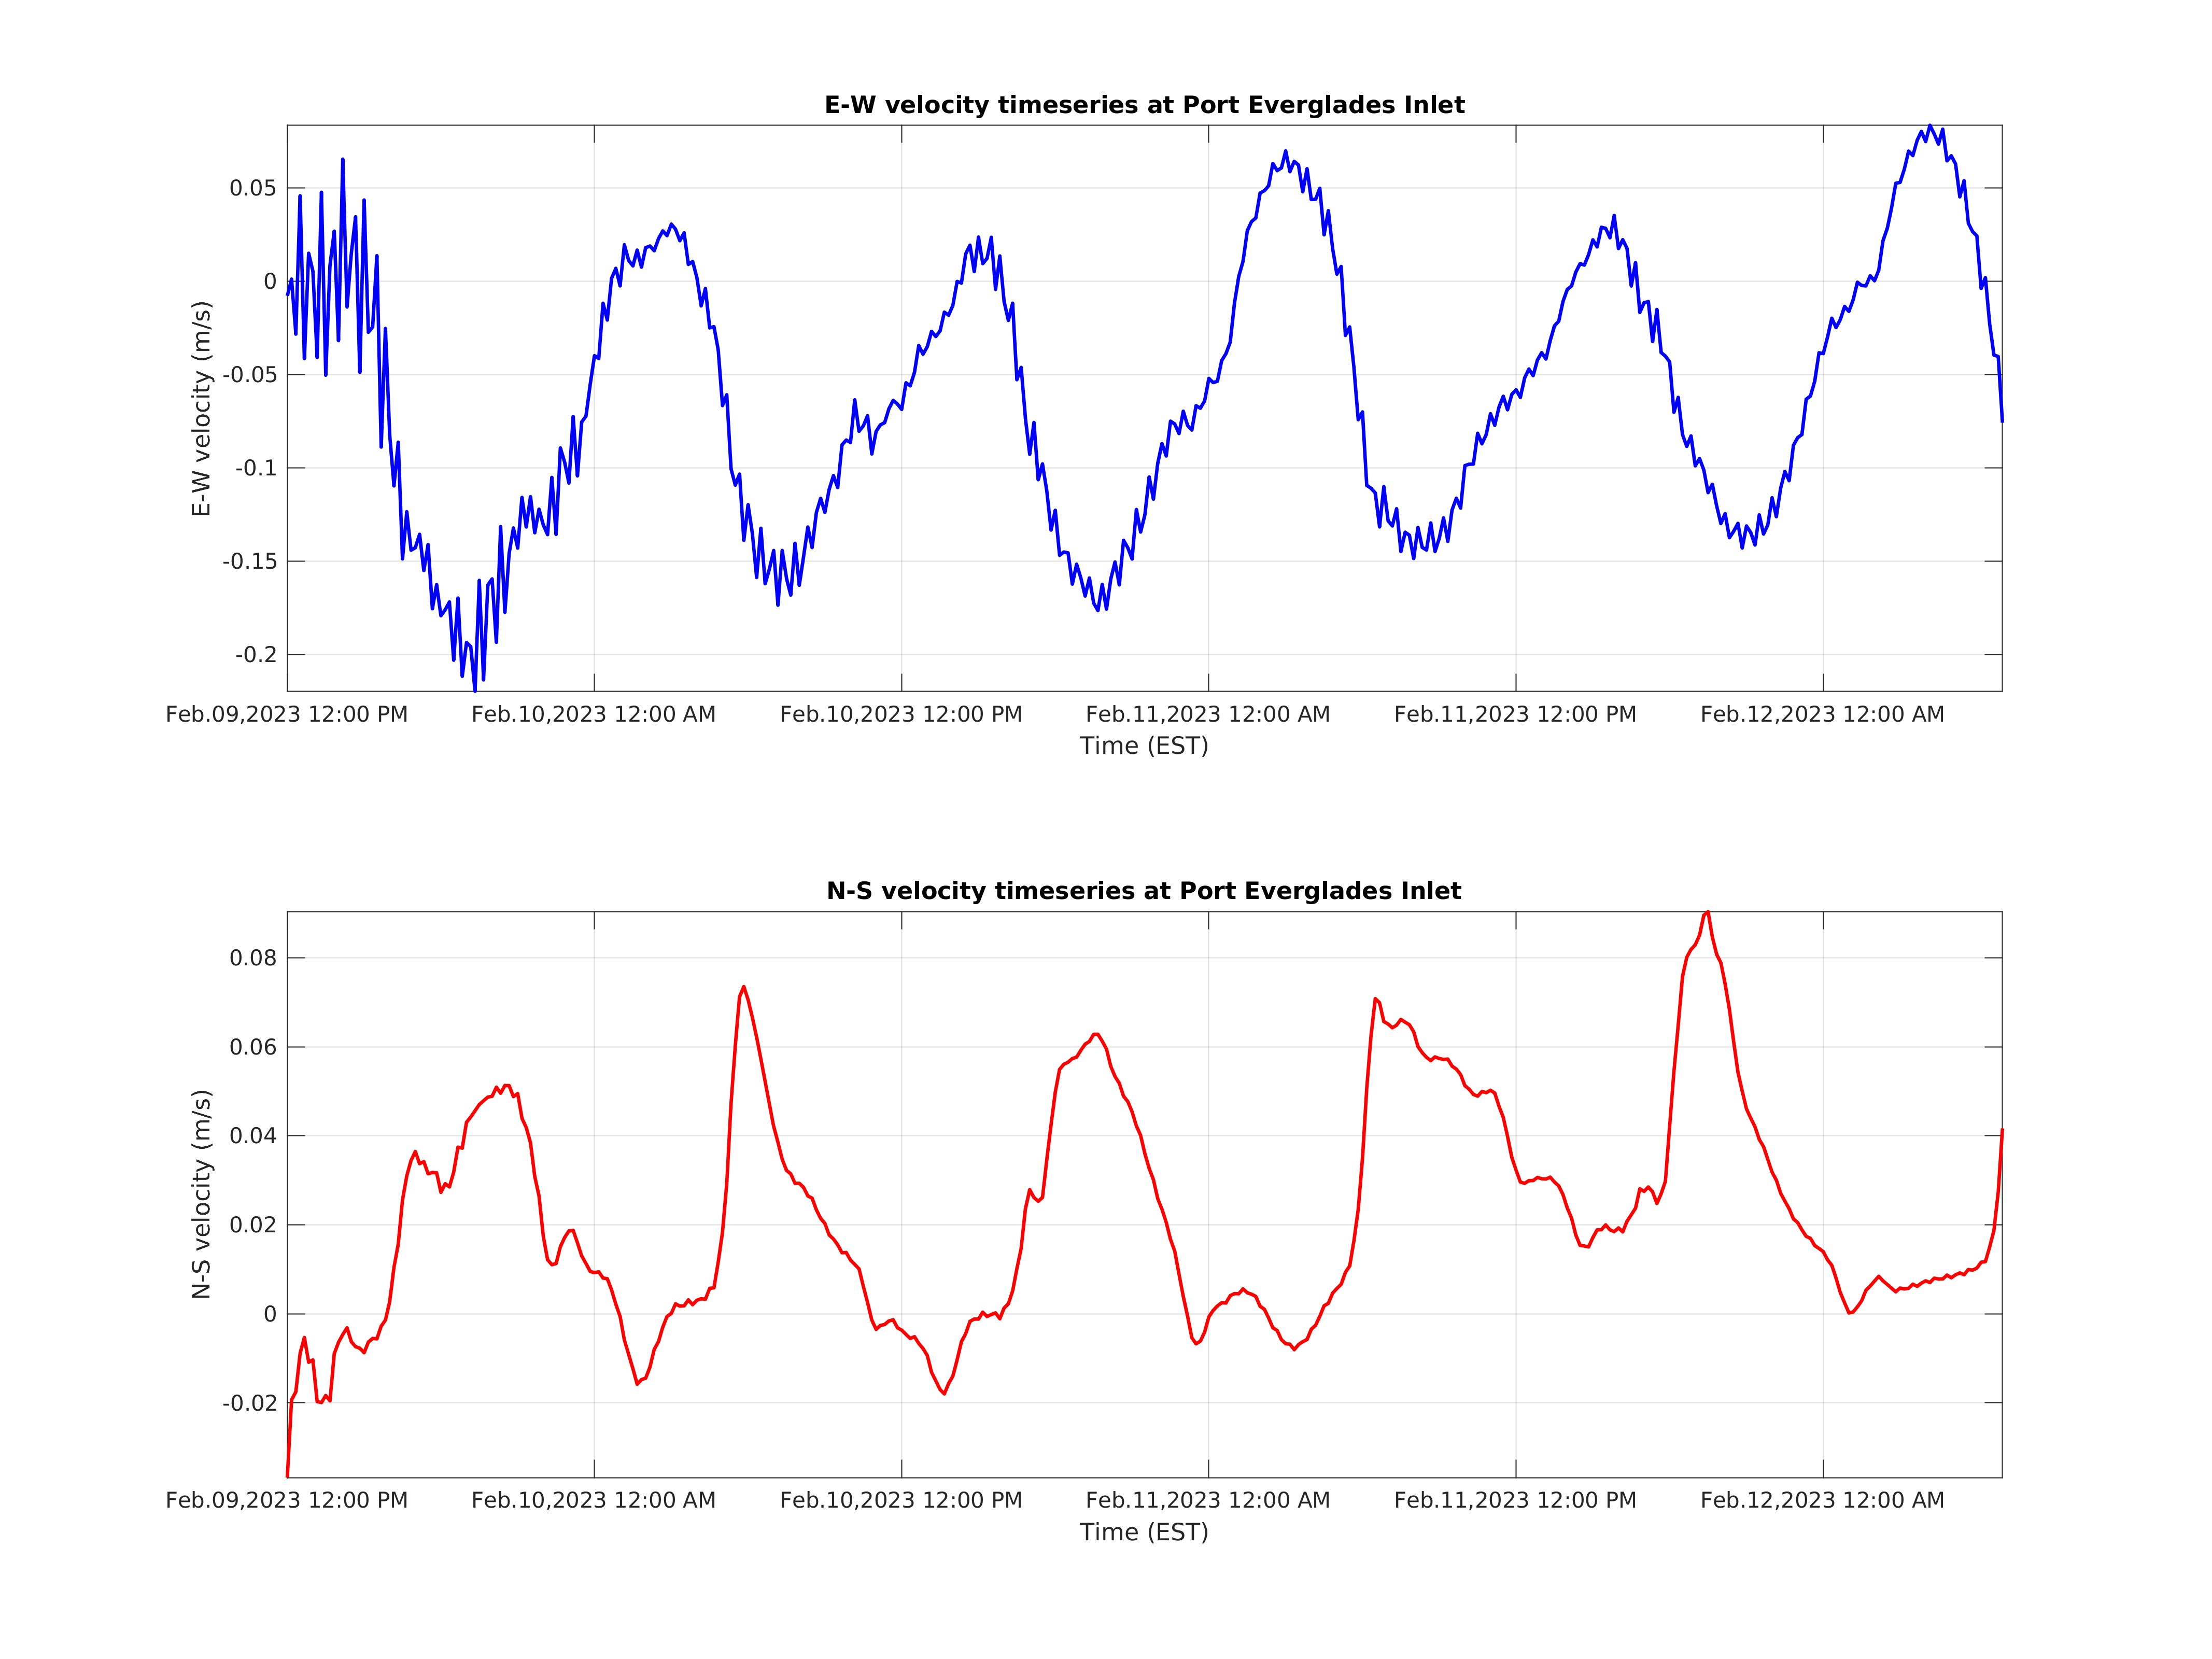 E-W velocity timeseries at Port Everglades Inlet
E-W velocity (m/s)
0.05
0
-0.05
-0.1
-0.15
-0.2
Feb.09,2023 12:00 PM Feb.10,2023 12:00 AM Feb.10,2023 12:00 PM Feb.11,2023 12:00 AM Feb.11,2023 12:00 PM Feb.12,2023 12:00 AM
Time (EST)
N-S velocity timeseries at Port Everglades Inlet
N-S velocity (m/s)
0.08
0.06
0.04
0.02
0
-0.02
Feb.09,2023 12:00 PM Feb.10,2023 12:00 AM Feb.10,2023 12:00 PM Feb.11,2023 12:00 AM Feb.11,2023 12:00 PM Feb.12,2023 12:00 AM
Time (EST)